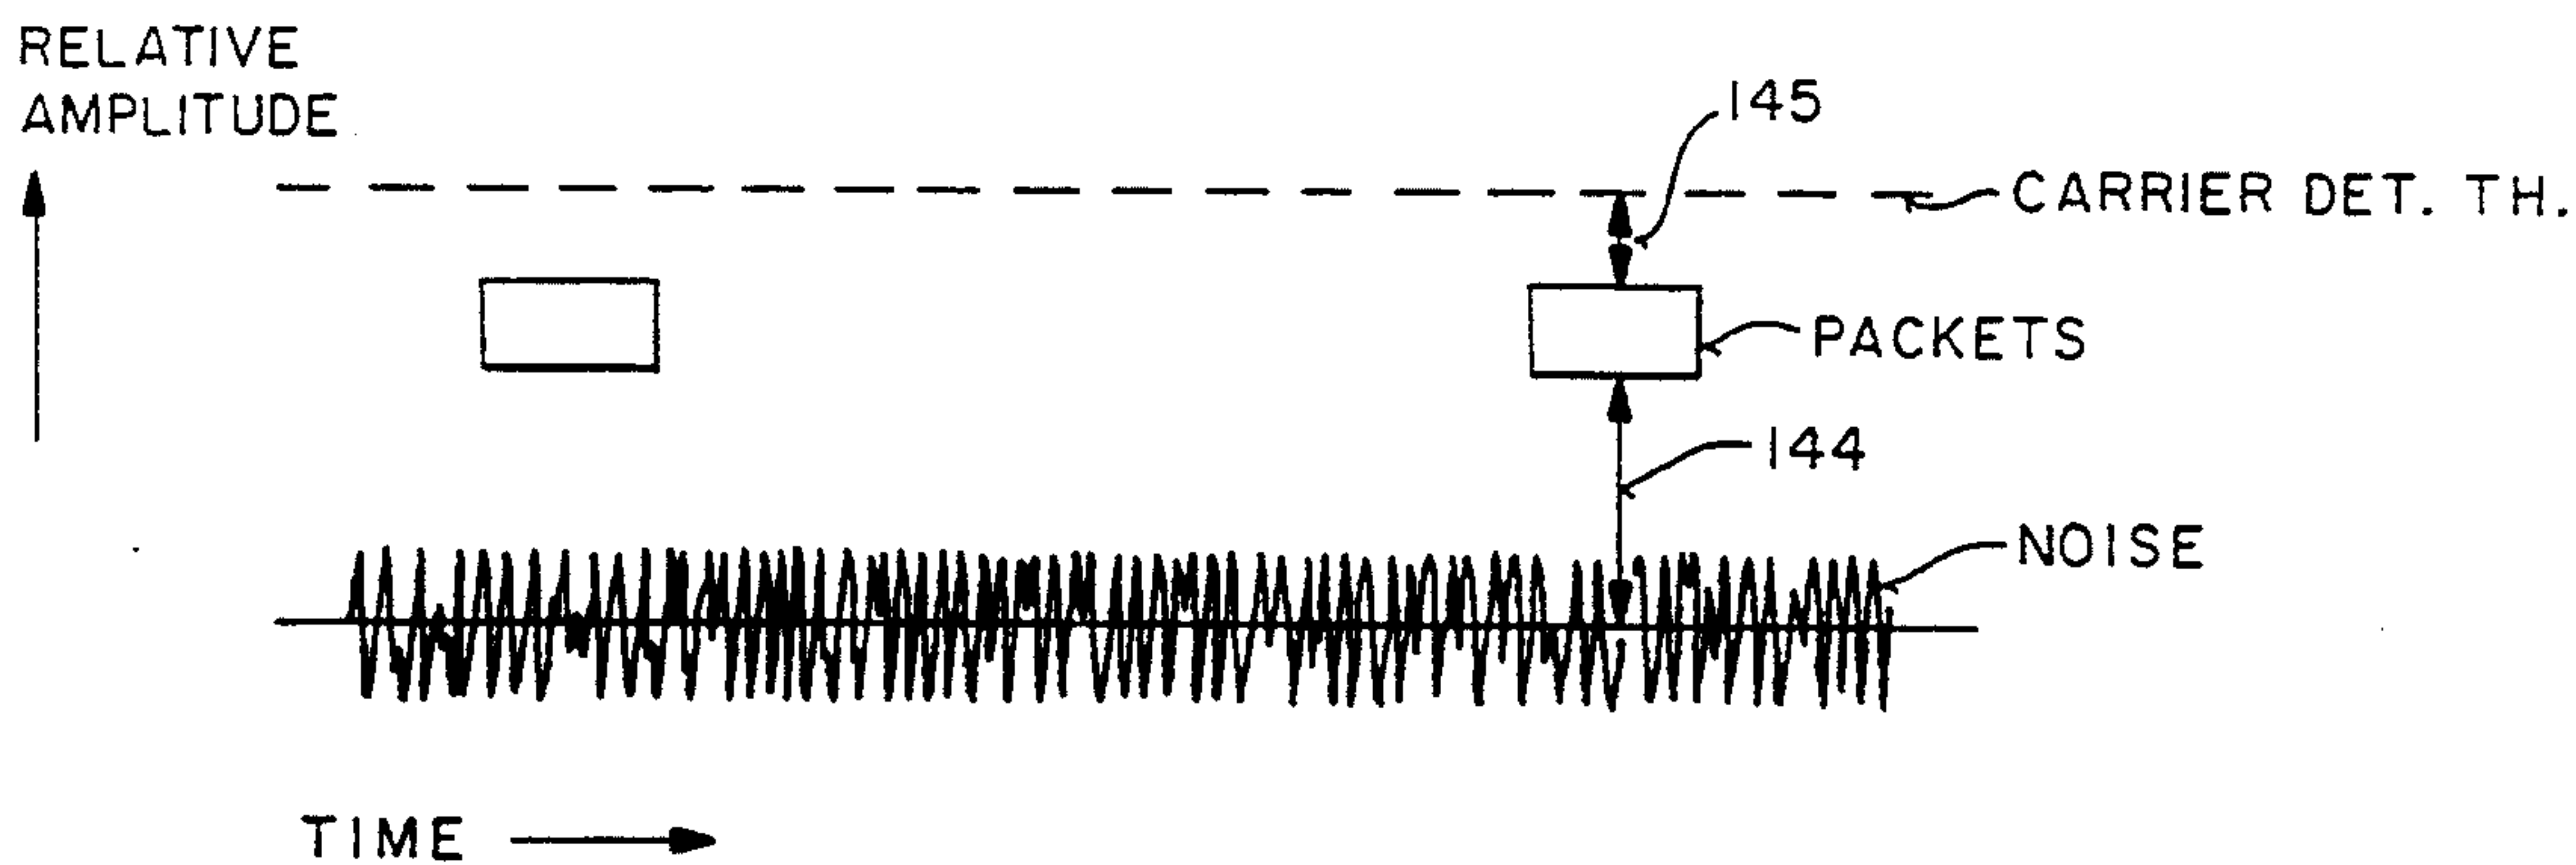 RELATIVE
AMPLITUDE
145
CARRIER DET. TH.
PACKETS
144
NOISE
TIME